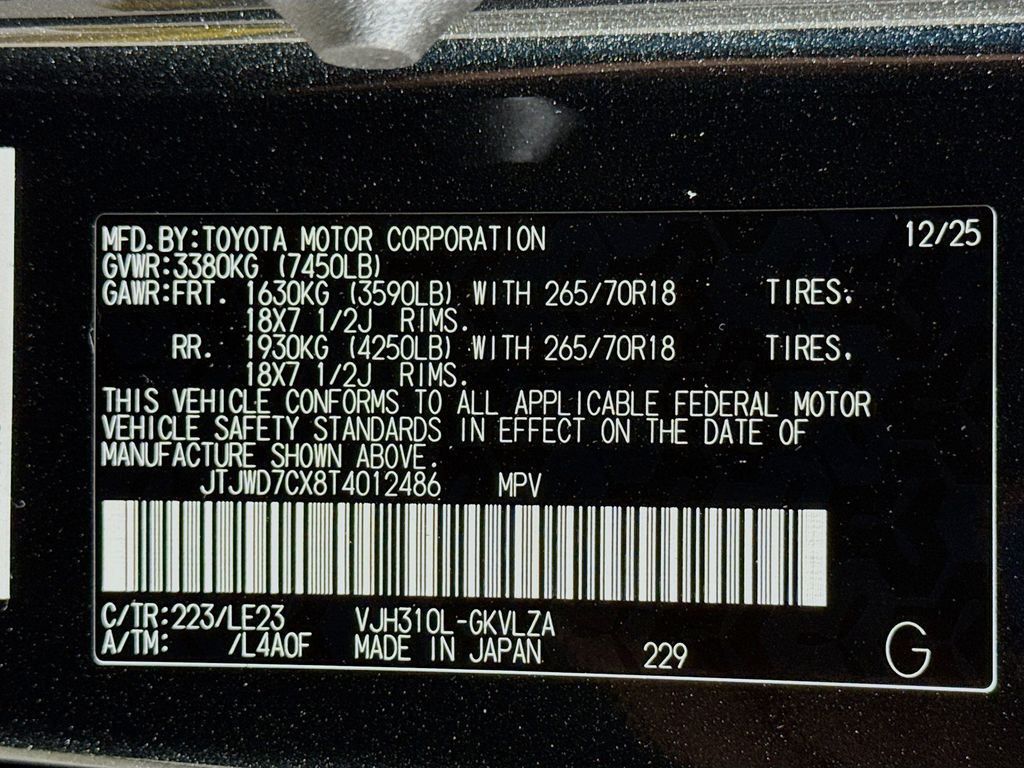 MFD.BY:TOYOTA MOTOR CORPORATION 12/25
GVWR:3380KG (7450LB)
GAWR:FRT. 1630KG (3590LB) WITH 265/70R18 TIRES,
18X7 1/2J RIMS.
RR. 1930KG (4250LB) WITH 265/70R18 TIRES,
18X7 1/2J RIMS.
THIS VEHICLE CONFORMS TO ALL APPLICABLE FEDERAL MOTOR
VEHICLE SAFETY STANDARDS IN EFFECT ON THE DATE OF
MANUFACTURE SHOWN ABOVE.
JTJWD7CX8T4012486 MPV
C/TR:223/LE23 VJH310L-GKVLZA
A/TM: /L4A0F MADE IN JAPAN 229 G